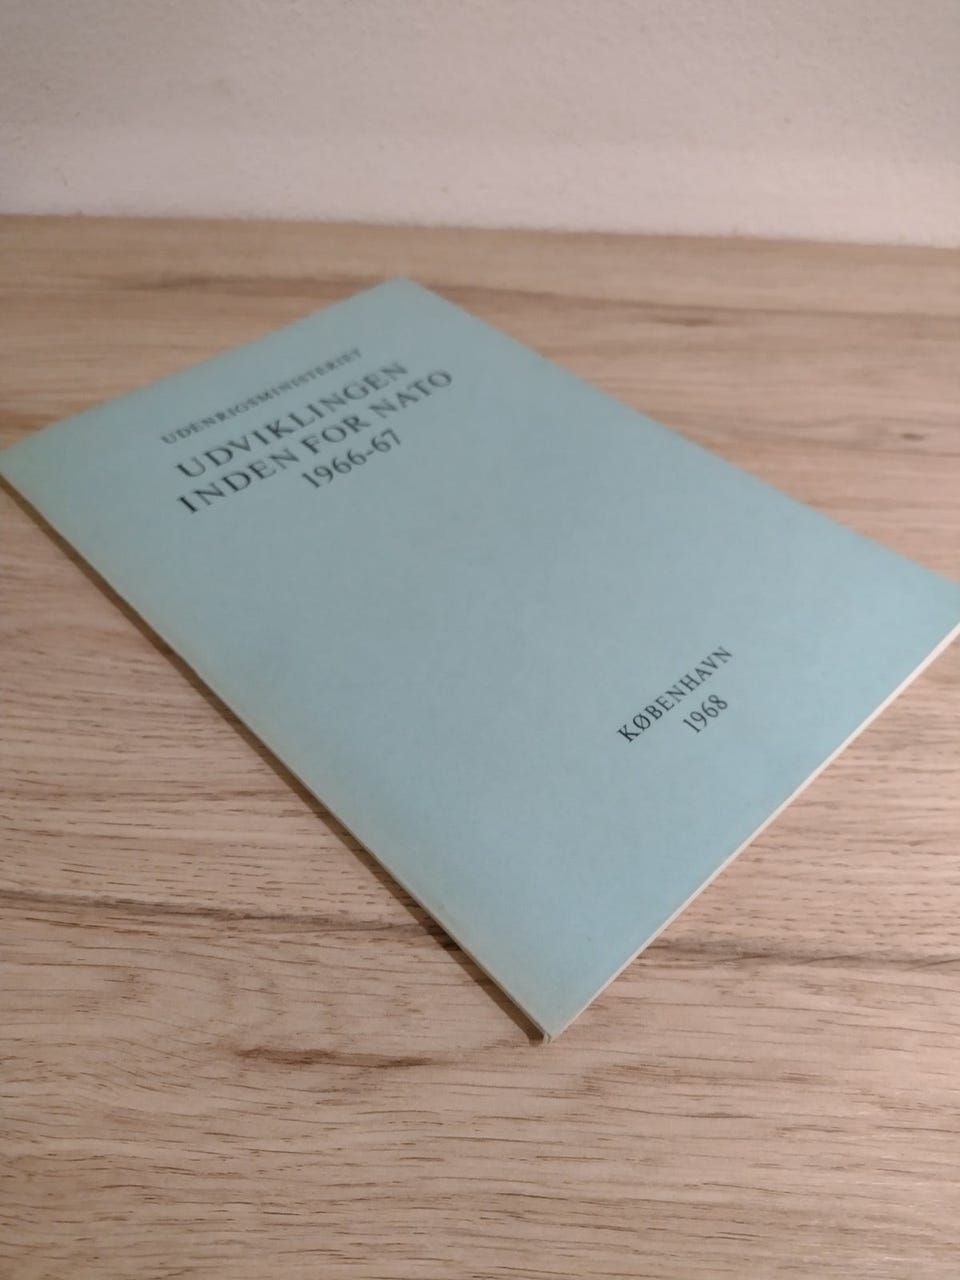 UDENRIGSMINISTERIET
UDVIKLINGEN
INDEN FOR NATO
1966-67
KØBENHAVN
1968